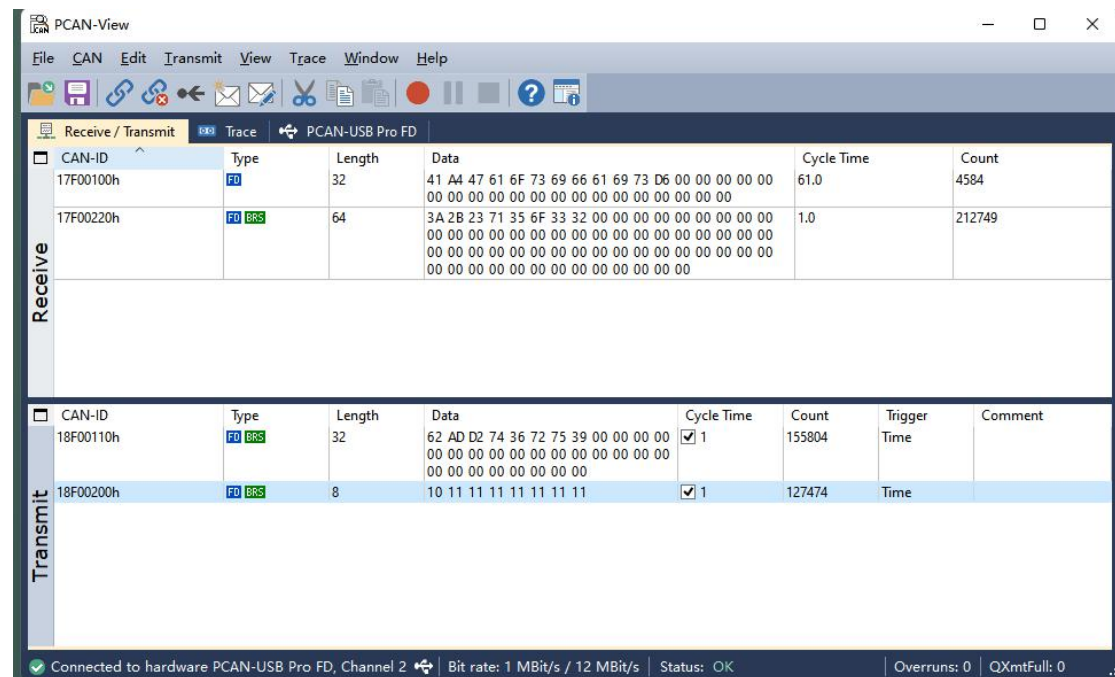 PCAN-View
File CAN Edit Transmit View Trace Window Help
Receive / Transmit Trace PCAN-USB Pro FD
CAN-ID Type Length Data Cycle Time Count
17F00100h FD 32 41 A4 47 61 6F 73 69 66 61 69 73 D6 00 00 00 00 00 61.0 4584
00 00 00 00 00 00 00 00 00 00 00 00 00 00 00
17F00220h FD BRS 64 3A 2B 23 71 35 6F 33 32 00 00 00 00 00 00 00 00 00 1.0 212749
00 00 00 00 00 00 00 00 00 00 00 00 00 00 00 00 00
00 00 00 00 00 00 00 00 00 00 00 00 00 00 00 00 00
00 00 00 00 00 00 00 00 00 00 00 00 00
Receive
CAN-ID Type Length Data Cycle Time Count Trigger Comment
18F00110h FD BRS 32 62 AD D2 74 36 72 75 39 00 00 00 00 1 155804 Time
00 00 00 00 00 00 00 00 00 00 00 00
00 00 00 00 00 00 00 00
18F00200h FD BRS 8 10 11 11 11 11 11 11 11 1 127474 Time
Transmit
Connected to hardware PCAN-USB Pro FD, Channel 2 Bit rate: 1 MBit/s / 12 MBit/s Status: OK Overruns: 0 QXmtFull: 0